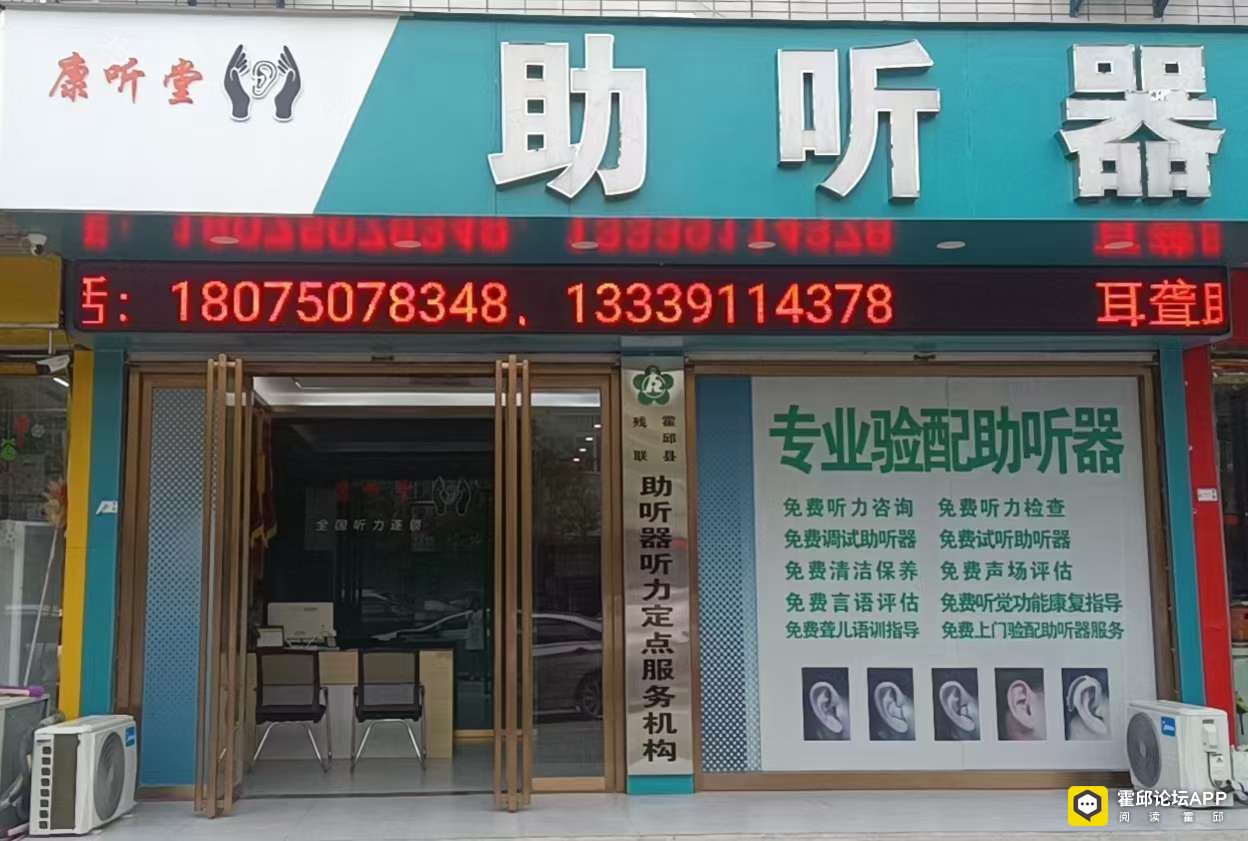 康听堂
助听器
：18075078348、13339114378
耳聋助
康听堂
全国听力连锁
霍邱县
残联
助听器听力定点服务机构
专业验配助听器
免费听力咨询 免费听力检查
免费调试助听器 免费试听助听器
免费清洁保养 免费声场评估
免费言语评估 免费听觉功能康复指导
免费聋儿语训指导 免费上门验配助听器服务
Midea
霍邱论坛APP
阅读霍邱